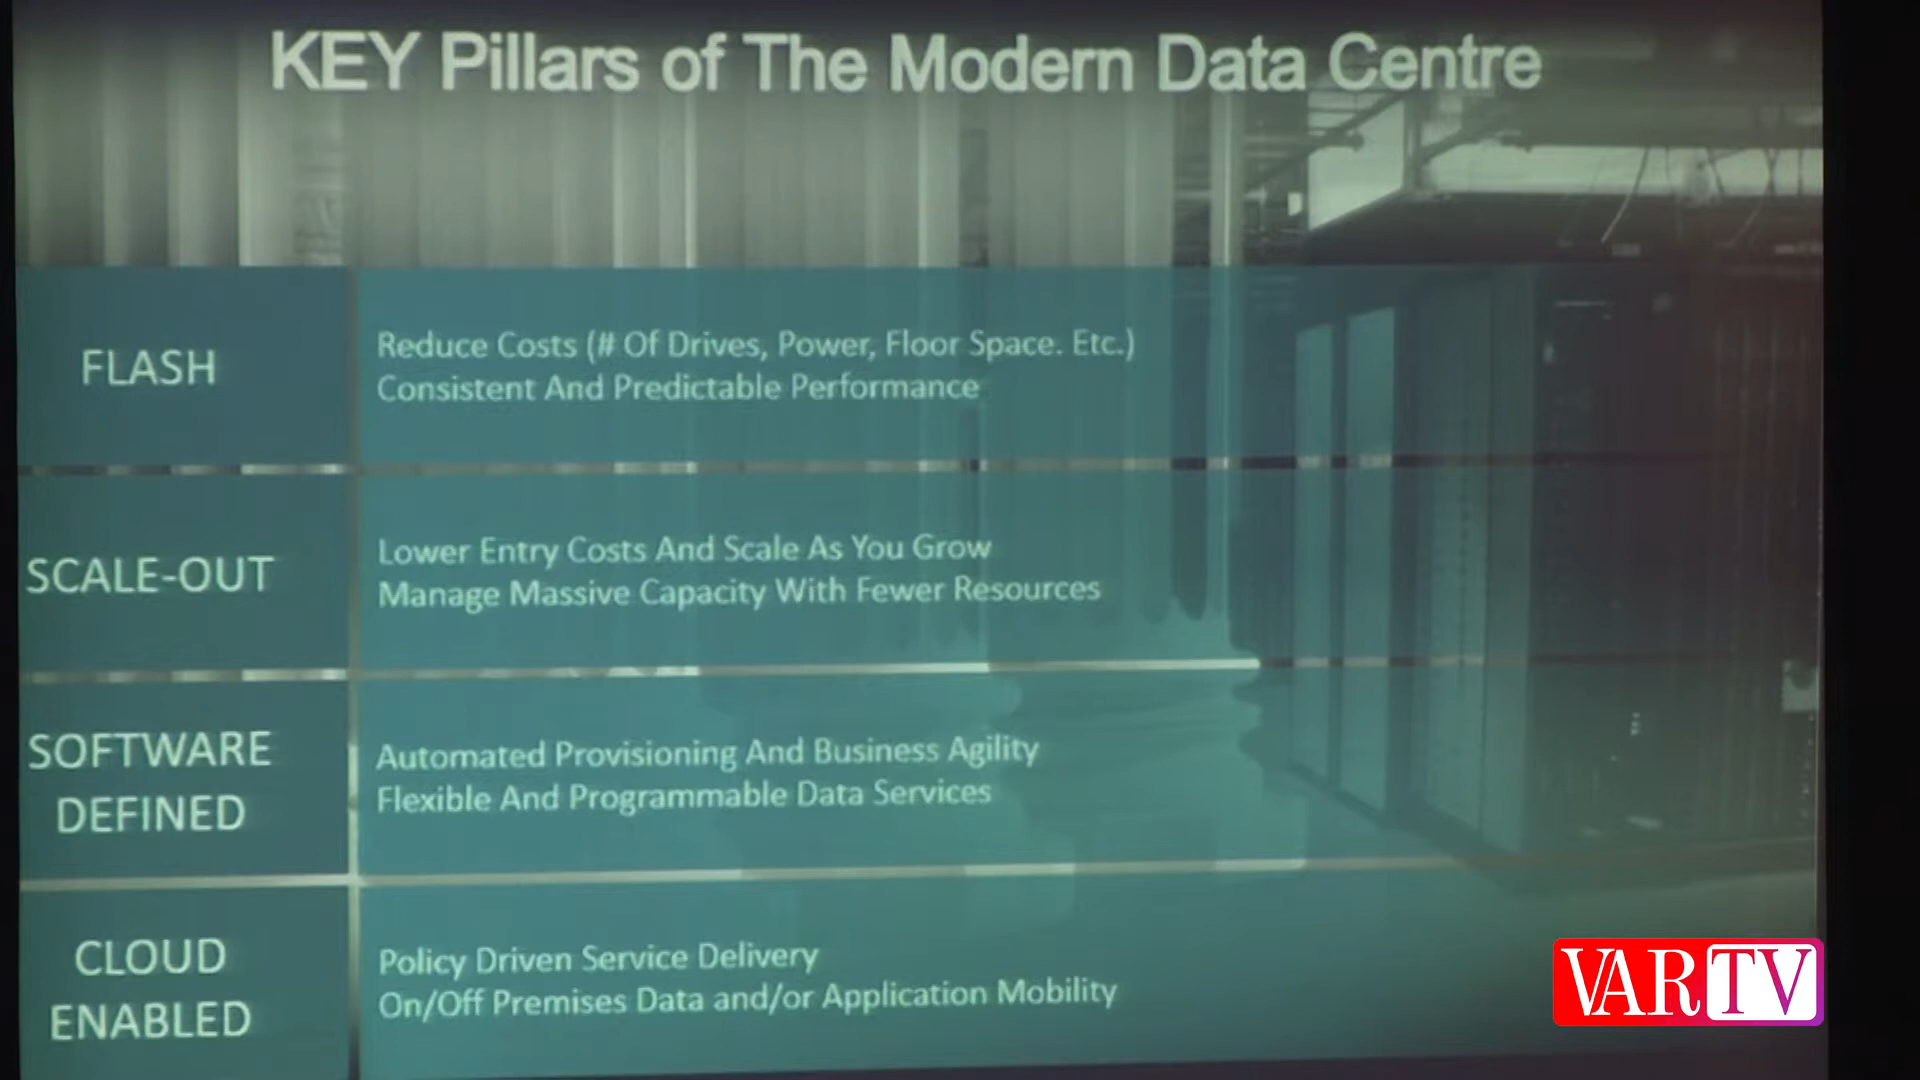 KEY Pillars of The Modern Data Centre
FLASH
Reduce Costs (# Of Drives, Power, Floor Space. Etc.)
Consistent And Predictable Performance
SCALE-OUT
Lower Entry Costs And Scale As You Grow
Manage Massive Capacity With Fewer Resources
SOFTWARE
DEFINED
Automated Provisioning And Business Agility
Flexible And Programmable Data Services
CLOUD
ENABLED
Policy Driven Service Delivery
On/Off Premises Data and/or Application Mobility
VARTV